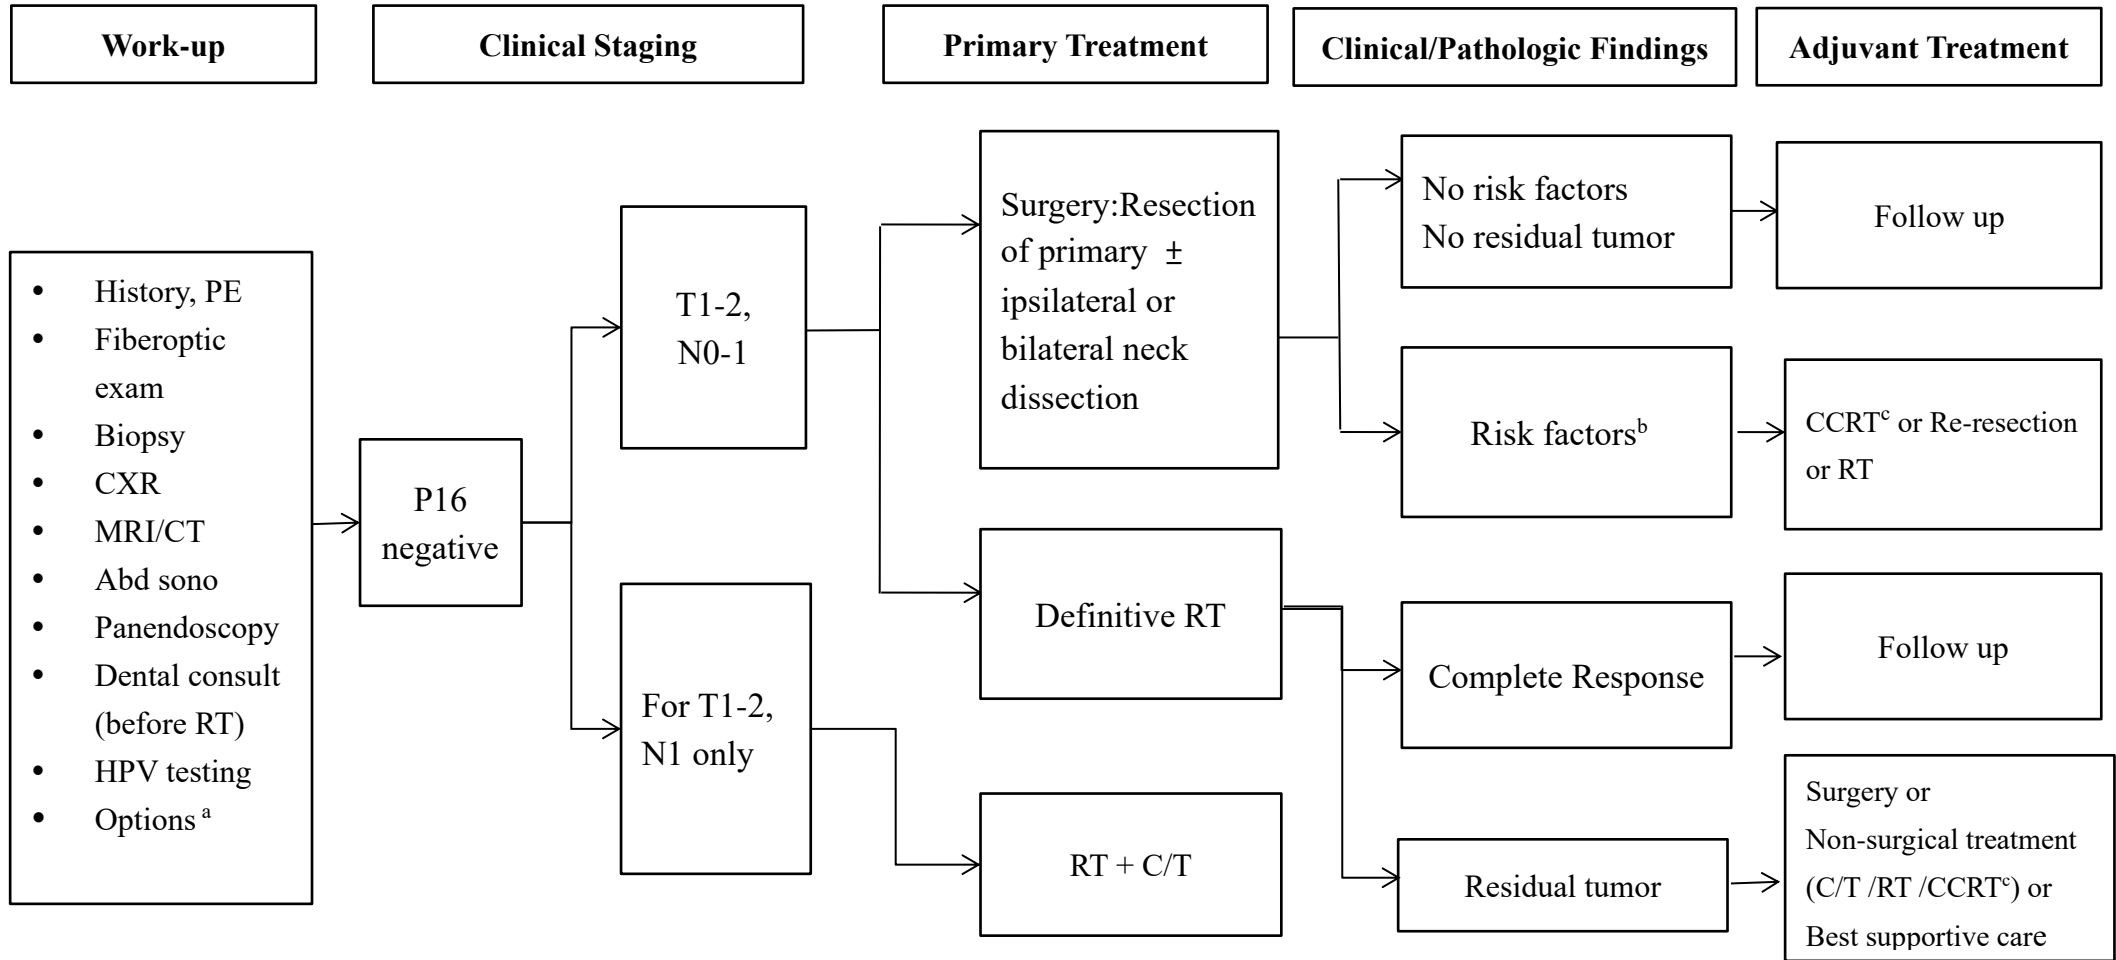 Work-up
Clinical Staging
Primary Treatment
Clinical/Pathologic Findings
Adjuvant Treatment
• History, PE
• Fiberoptic
exam
• Biopsy
• CXR
• MRI/CT
• Abd sono
• Panendoscopy
• Dental consult
(before RT)
• HPV testing
• Options a
P16
negative
T1-2,
N0-1
For T1-2,
N1 only
Surgery:Resection
of primary ±
ipsilateral or
bilateral neck
dissection
Definitive RT
RT + C/T
No risk factors
No residual tumor
Risk factorsb
Complete Response
Residual tumor
Follow up
CCRTc or Re-resection
or RT
Follow up
Surgery or
Non-surgical treatment
(C/T /RT /CCRTc) or
Best supportive care